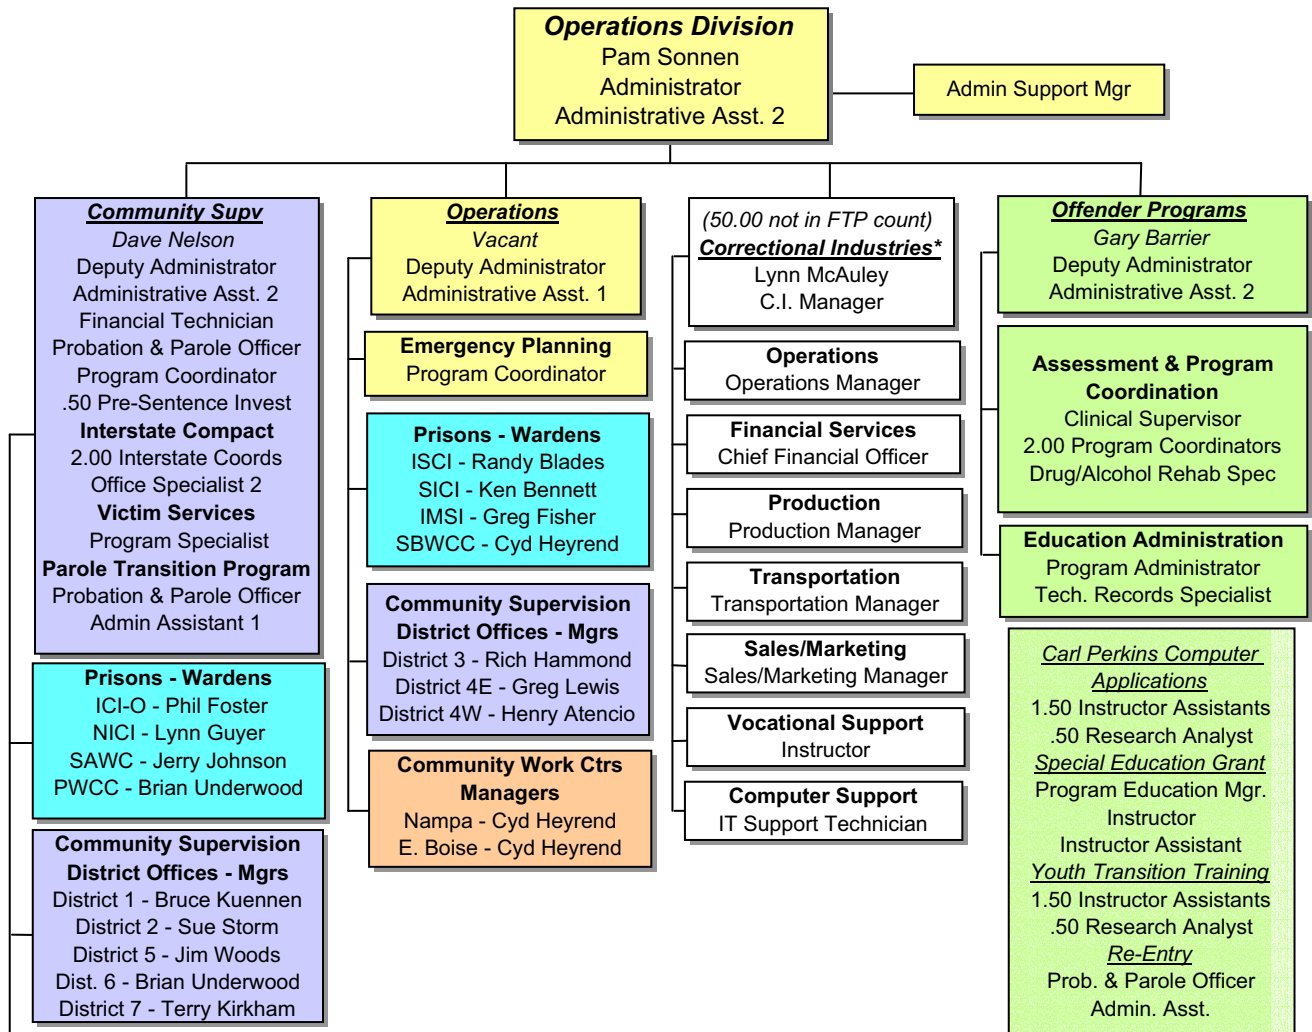 Operations Division
Pam Sonnen
Administrator
Administrative Asst. 2
Admin Support Mgr
Community Supv
Dave Nelson
Deputy Administrator
Administrative Asst. 2
Financial Technician
Probation & Parole Officer
Program Coordinator
.50 Pre-Sentence Invest
Interstate Compact
2.00 Interstate Coords
Office Specialist 2
Victim Services
Program Specialist
Parole Transition Program
Probation & Parole Officer
Admin Assistant 1
Prisons - Wardens
ICI-O - Phil Foster
NICI - Lynn Guyer
SAWC - Jerry Johnson
PWCC - Brian Underwood
Community Supervision
District Offices - Mgrs
District 1 - Bruce Kuennen
District 2 - Sue Storm
District 5 - Jim Woods
Dist. 6 - Brian Underwood
District 7 - Terry Kirkham
Operations
Vacant
Deputy Administrator
Administrative Asst. 1
Emergency Planning
Program Coordinator
Prisons - Wardens
ISCI - Randy Blades
SICI - Ken Bennett
IMSI - Greg Fisher
SBWCC - Cyd Heyrend
Community Supervision
District Offices - Mgrs
District 3 - Rich Hammond
District 4E - Greg Lewis
District 4W - Henry Atencio
Community Work Ctrs
Managers
Nampa - Cyd Heyrend
E. Boise - Cyd Heyrend
(50.00 not in FTP count)
Correctional Industries*
Lynn McAuley
C.I. Manager
Operations
Operations Manager
Financial Services
Chief Financial Officer
Production
Production Manager
Transportation
Transportation Manager
Sales/Marketing
Sales/Marketing Manager
Vocational Support
Instructor
Computer Support
IT Support Technician
Offender Programs
Gary Barrier
Deputy Administrator
Administrative Asst. 2
Assessment & Program
Coordination
Clinical Supervisor
2.00 Program Coordinators
Drug/Alcohol Rehab Spec
Education Administration
Program Administrator
Tech. Records Specialist
Carl Perkins Computer
Applications
1.50 Instructor Assistants
.50 Research Analyst
Special Education Grant
Program Education Mgr.
Instructor
Instructor Assistant
Youth Transition Training
1.50 Instructor Assistants
.50 Research Analyst
Re-Entry
Prob. & Parole Officer
Admin. Asst.